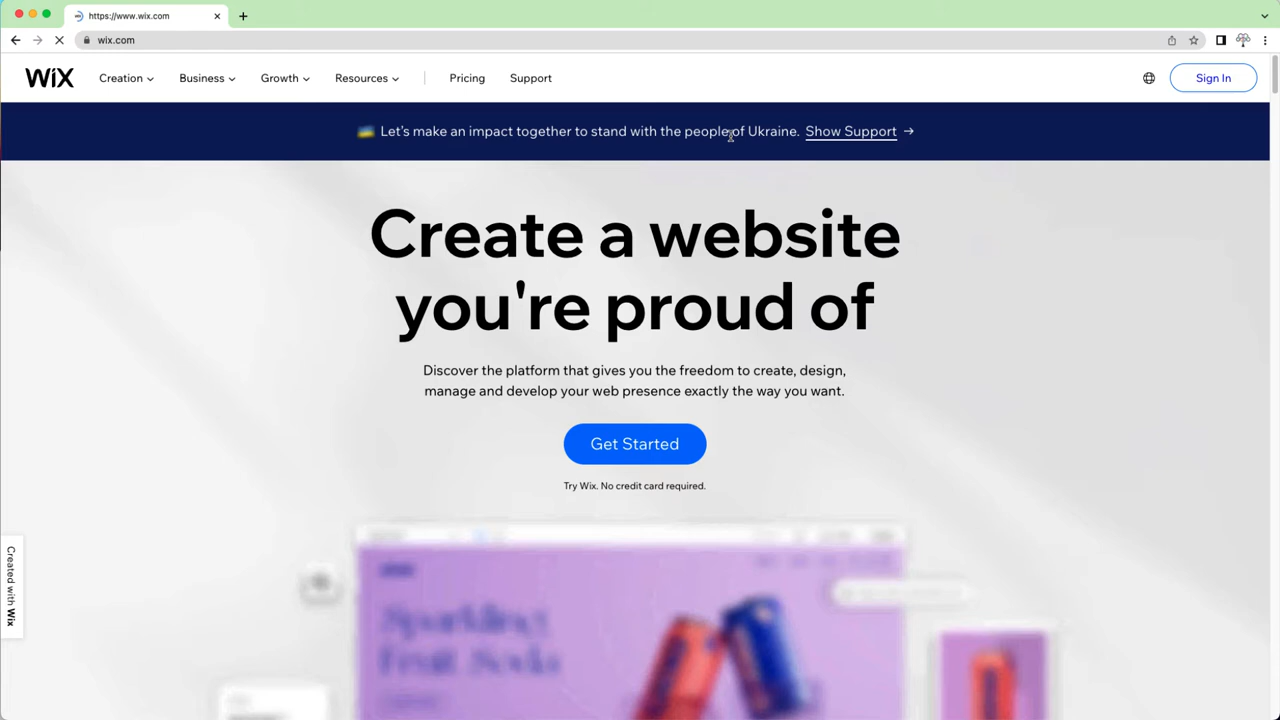 https://www.wix.com
wix.com
WiX Creation Business Growth Resources Pricing Support Sign In
Let's make an impact together to stand with the people of Ukraine. Show Support →
Create a website
you're proud of
Discover the platform that gives you the freedom to create, design,
manage and develop your web presence exactly the way you want.
Get Started
Try Wix. No credit card required.
Created with Wix
Sparkling
Fruit Soda